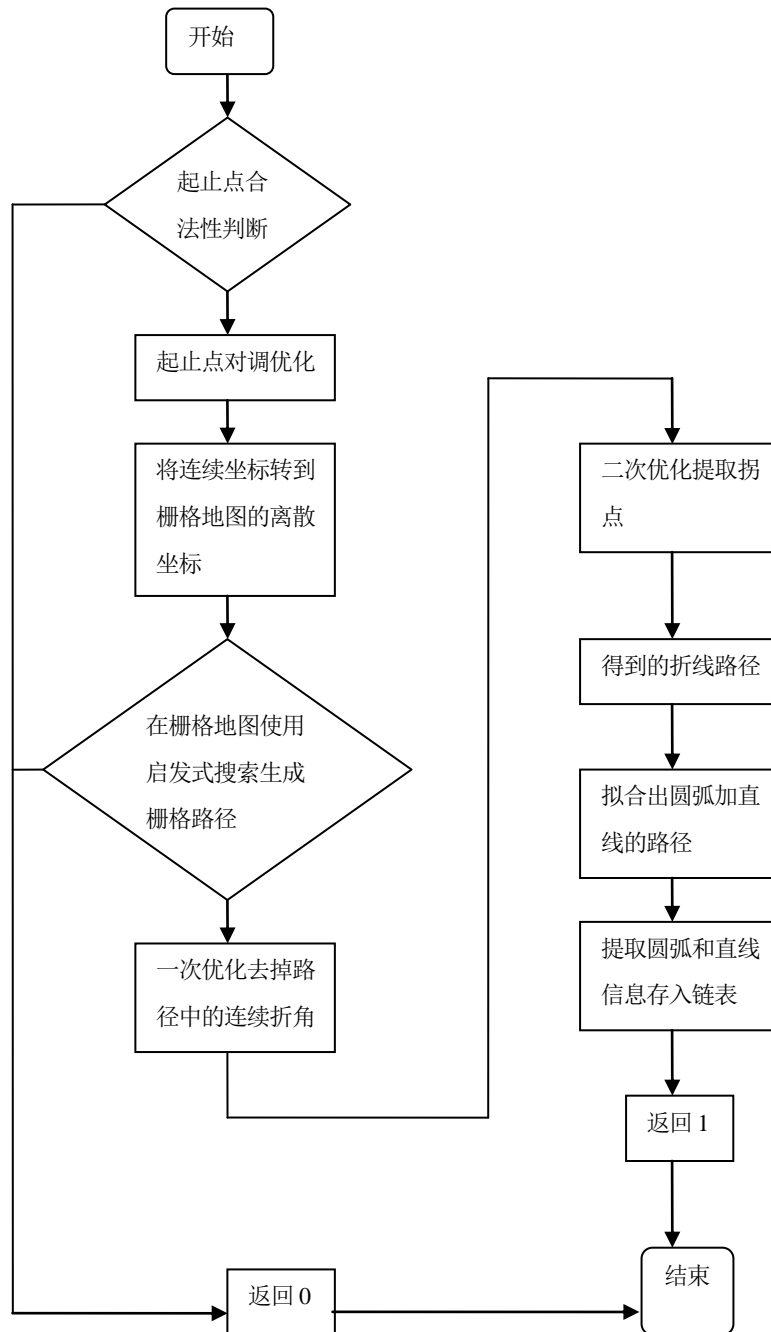 开始
起止点合
法性判断
起止点对调优化
将连续坐标转到
栅格地图的离散
坐标
在栅格地图使用
启发式搜索生成
栅格路径
一次优化去掉路
径中的连续折角
二次优化提取拐
点
得到的折线路径
拟合出圆弧加直
线的路径
提取圆弧和直线
信息存入链表
返回 1
返回 0
结束